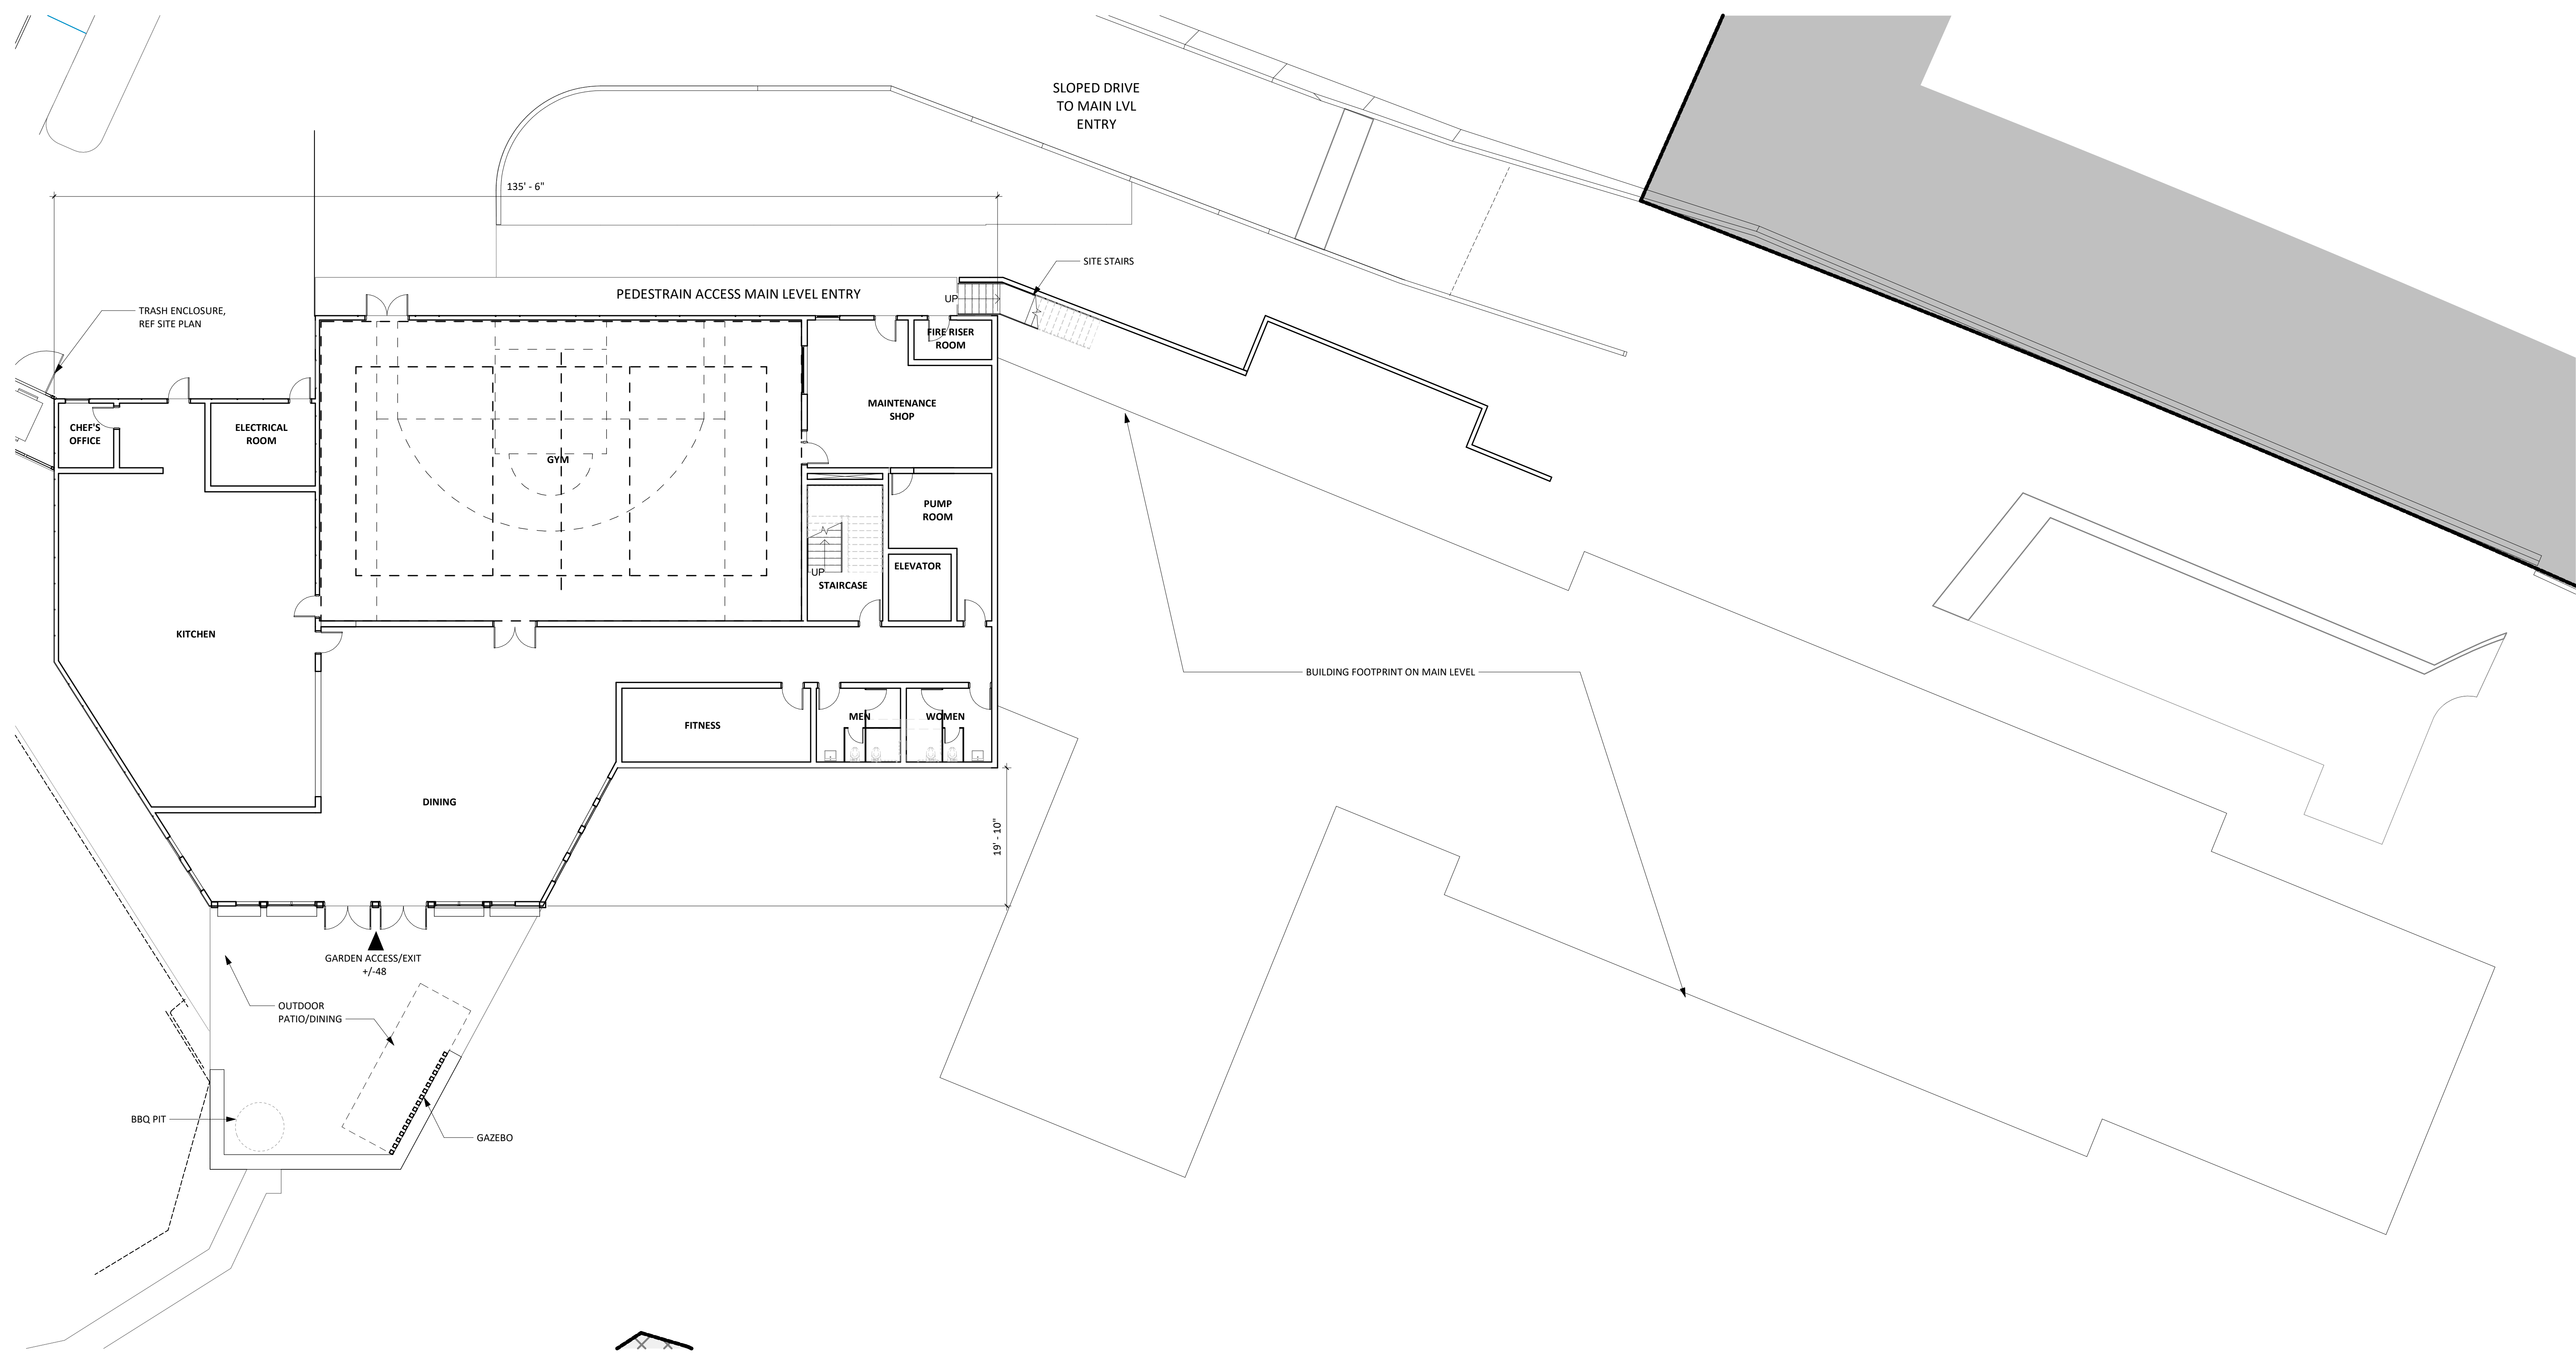 SLOPED DRIVE
TO MAIN LVL
ENTRY
135' - 6"
SITE STAIRS
PEDESTRAIN ACCESS MAIN LEVEL ENTRY
UP
TRASH ENCLOSURE,
REF SITE PLAN
FIRE RISER
ROOM
MAINTENANCE
SHOP
CHEF'S
OFFICE
ELECTRICAL
ROOM
GYM
PUMP
ROOM
ELEVATOR
UP
STAIRCASE
KITCHEN
BUILDING FOOTPRINT ON MAIN LEVEL
FITNESS
MEN
WOMEN
DINING
19' - 10"
GARDEN ACCESS/EXIT
+/-48
OUTDOOR
PATIO/DINING
BBQ PIT
GAZEBO